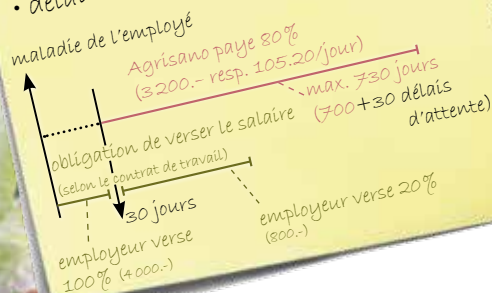 maladie de l'employé
Agrisano paye 80%
(3200.- resp. 105.20/jour)
max. 730 jours
(700+30 délais
d'attente)
obligation de verser le salaire
(selon le contrat de travail)
30 jours
employeur verse
100% (4000.-)
employeur verse 20%
(800.-)